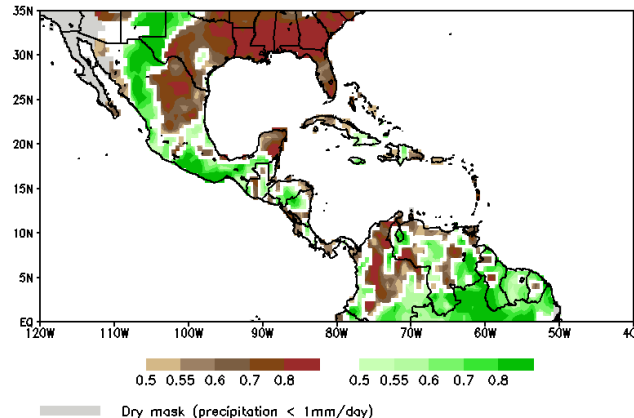 35N
30N
25N
20N
15N
10N
5N
EQ
120W 110W 100W 90W 80W 70W 60W 50W 40
0.5 0.55 0.6 0.7 0.8 0.5 0.55 0.6 0.7 0.8
Dry mask (precipitation < 1mm/day)